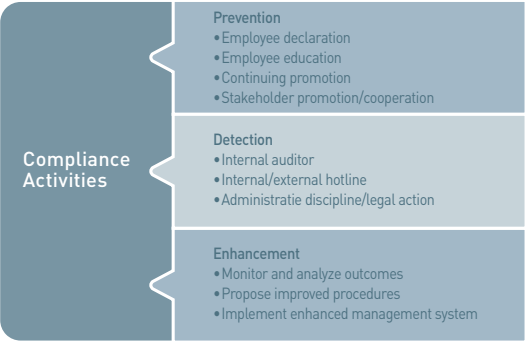 Compliance
Activities
Prevention
•Employee declaration
•Employee education
•Continuing promotion
•Stakeholder promotion/cooperation
Detection
•Internal auditor
•Internal/external hotline
•Administratie discipline/legal action
Enhancement
•Monitor and analyze outcomes
•Propose improved procedures
•Implement enhanced management system